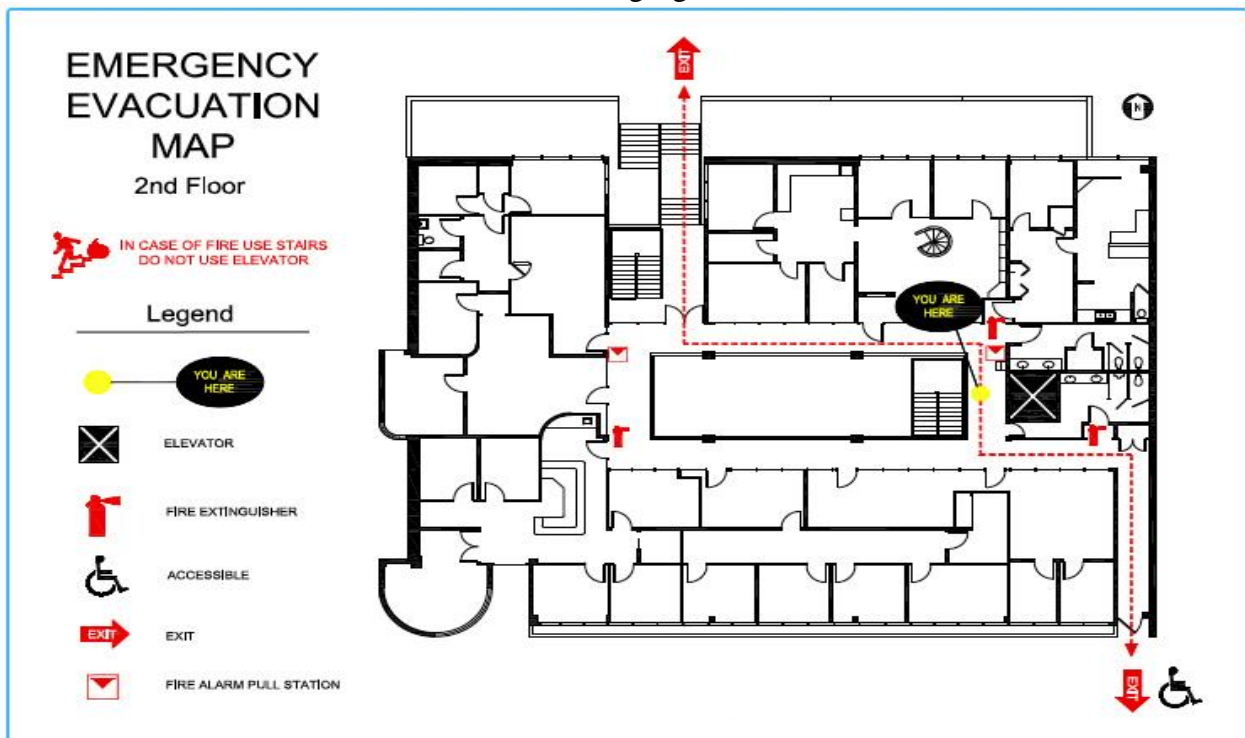 EMERGENCY
EVACUATION
MAP
2nd Floor
IN CASE OF FIRE USE STAIRS
DO NOT USE ELEVATOR
Legend
YOU ARE
HERE
ELEVATOR
FIRE EXTINGUISHER
ACCESSIBLE
EXIT
EXIT
FIRE ALARM PULL STATION
EXIT
N
YOU ARE
HERE
EXIT